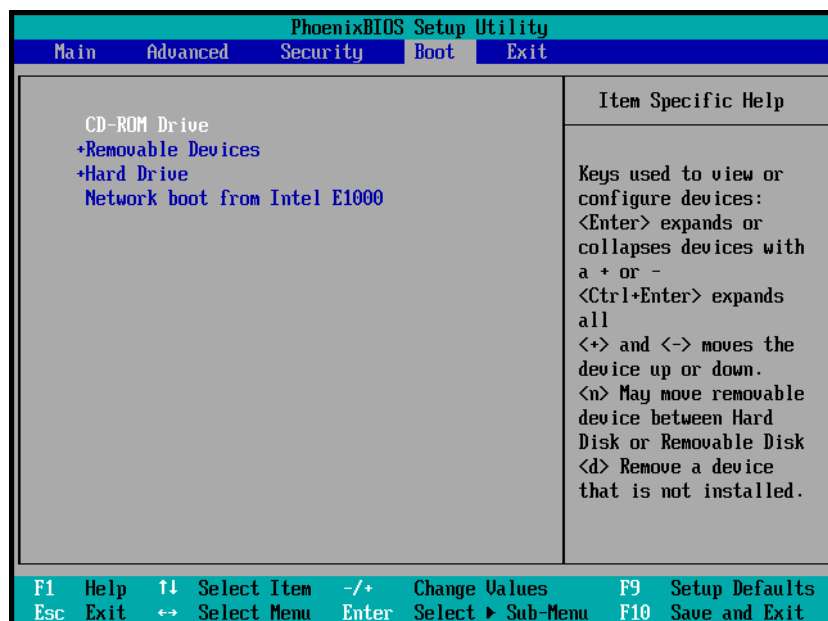 PhoenixBIOS Setup Utility
Main Advanced Security Boot Exit
CD-ROM Drive
+Removable Devices
+Hard Drive
Network boot from Intel E1000
Item Specific Help
Keys used to view or
configure devices:
<Enter> expands or
collapses devices with
a + or -
<Ctrl+Enter> expands
all
<+> and <-> moves the
device up or down.
<n> May move removable
device between Hard
Disk or Removable Disk
<d> Remove a device
that is not installed.
F1 Help ↑↓ Select Item -/+ Change Values F9 Setup Defaults
Esc Exit ↔ Select Menu Enter Select ▶ Sub-Menu F10 Save and Exit